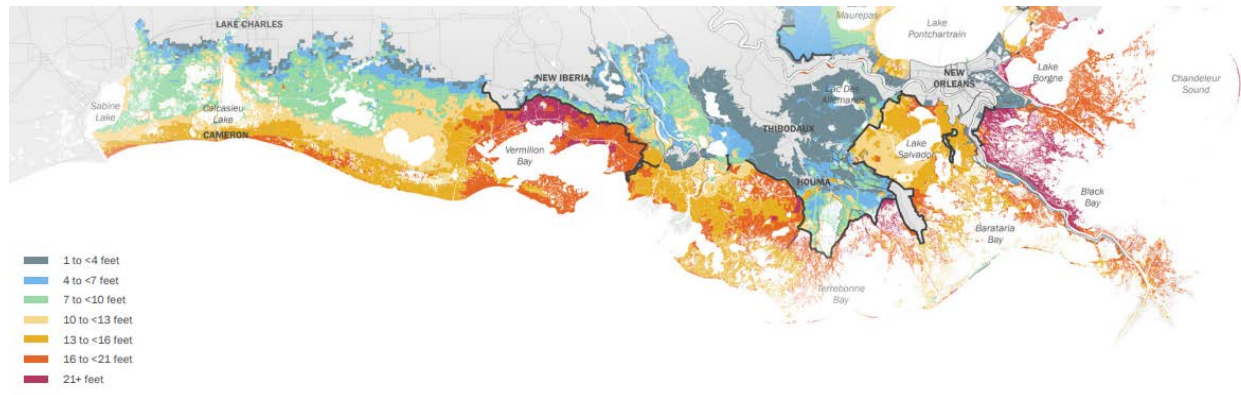 LAKE CHARLES
Maurepas
Lake
Pontchartrain
Sabine
Lake
Calcasieu
Lake
CAMERON
NEW IBERIA
Vermilion
Bay
THIBODAUX
Lac Des
Allemands
NEW
ORLEANS
Lake
Borgne
Chandeleur
Sound
Lake
Salvador
HOUMA
Black
Bay
Barataria
Bay
Terrebonne
Bay
1 to <4 feet
4 to <7 feet
7 to <10 feet
10 to <13 feet
13 to <16 feet
16 to <21 feet
21+ feet